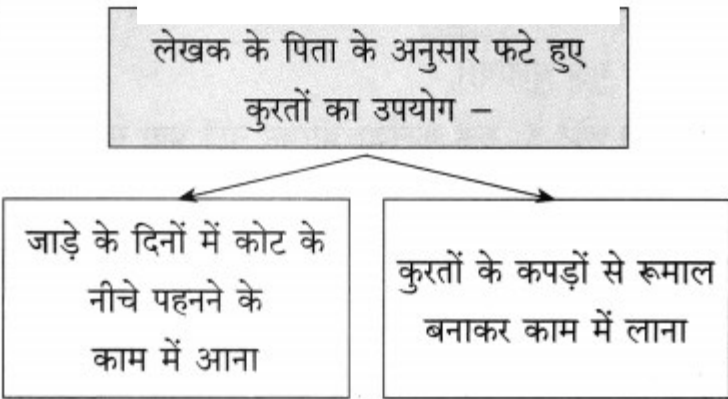 लेखक के पिता के अनुसार फटे हुए
कुरतों का उपयोग –
जाड़े के दिनों में कोट के
नीचे पहनने के
काम में आना
कुरतों के कपड़ों से रूमाल
बनाकर काम में लाना